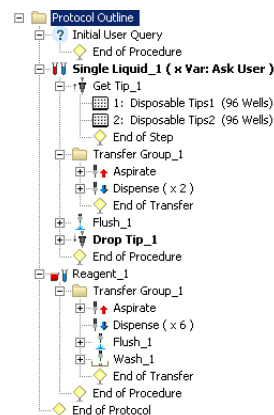 Protocol Outline
Initial User Query
End of Procedure
Single Liquid_1 ( x Var: Ask User )
Get Tip_1
1: Disposable Tips1 (96 Wells)
2: Disposable Tips2 (96 Wells)
End of Step
Transfer Group_1
Aspirate
Dispense ( x 2 )
End of Transfer
Flush_1
Drop Tip_1
End of Procedure
Reagent_1
Transfer Group_1
Aspirate
Dispense ( x 6 )
Flush_1
Wash_1
End of Transfer
End of Procedure
End of Protocol